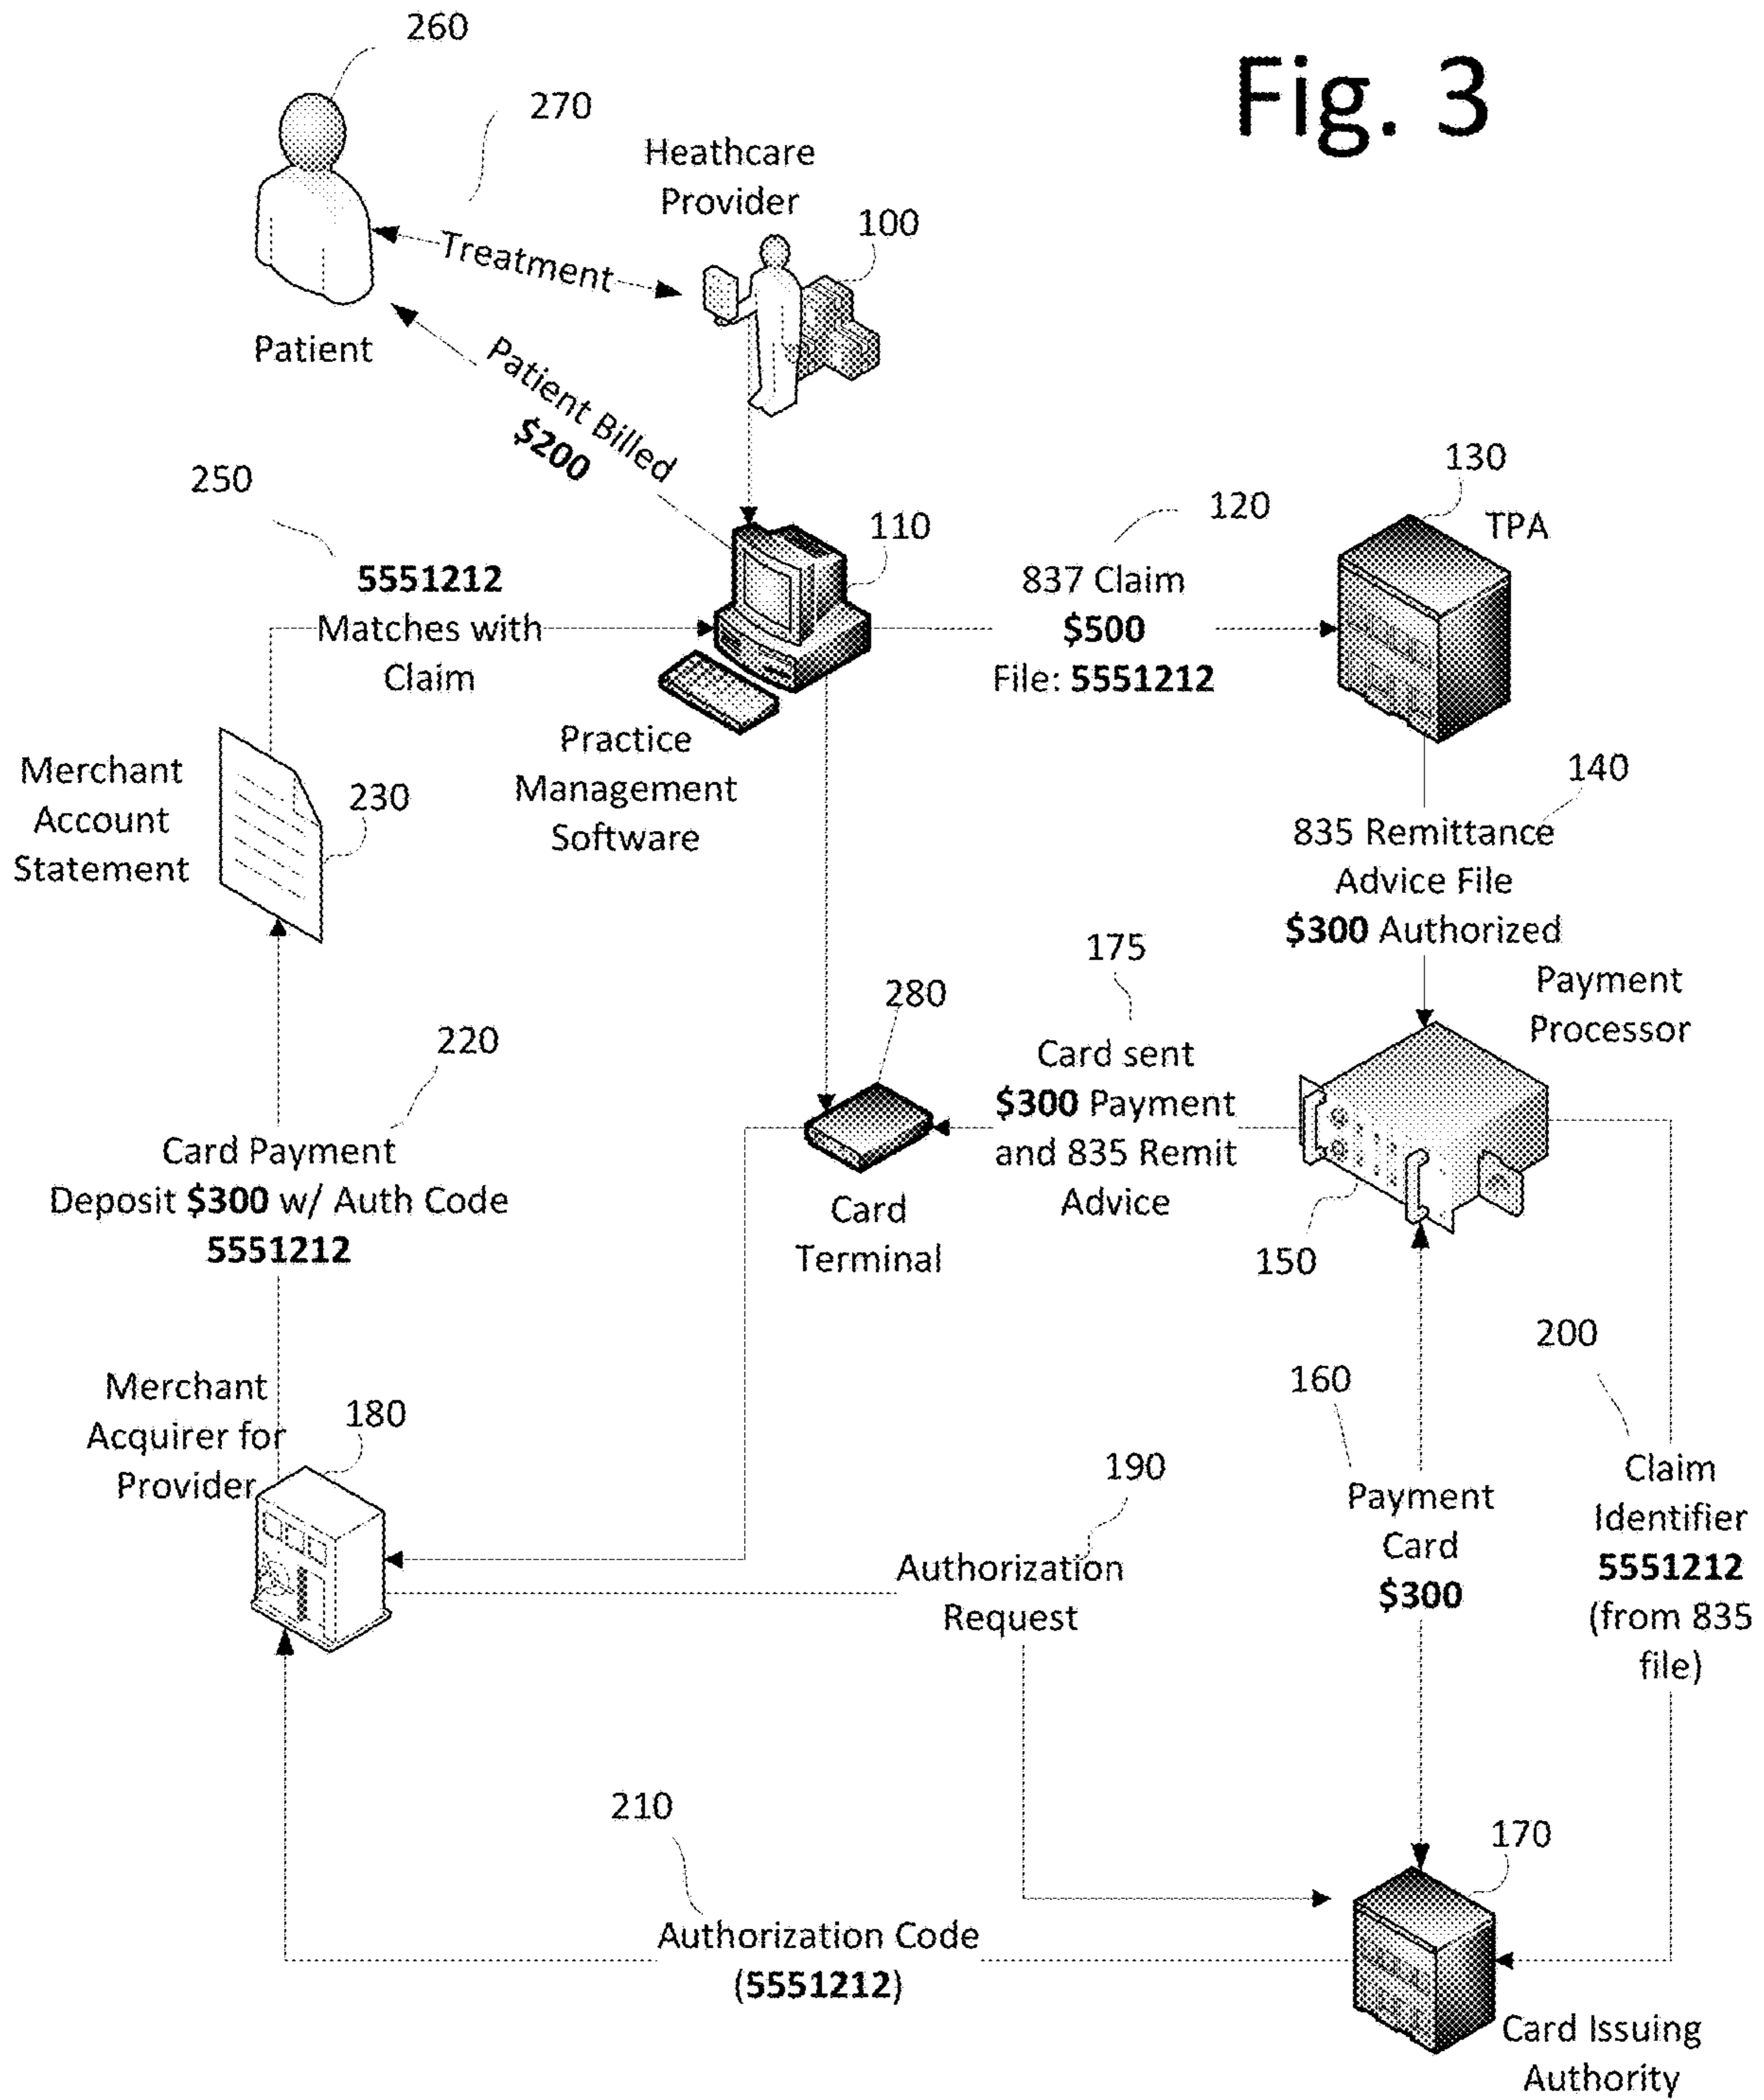 260
Fig. 3
270
Heathcare
Provider
100
Treatment
Patient
Patient Billed
$200
250
130
TPA
120
110
5551212
Matches with
Claim
837 Claim
$500
File: 5551212
Practice
Management
Software
Merchant
Account
Statement
230
140
835 Remittance
Advice File
$300 Authorized
175
280
Payment
Processor
220
Card sent
$300 Payment
and 835 Remit
Advice
Card Payment
Deposit $300 w/ Auth Code
5551212
Card
Terminal
150
200
Merchant
Acquirer for
Provider
180
160
190
Payment
Card
$300
Claim
Identifier
5551212
(from 835
file)
Authorization
Request
210
170
Authorization Code
(5551212)
Card Issuing
Authority